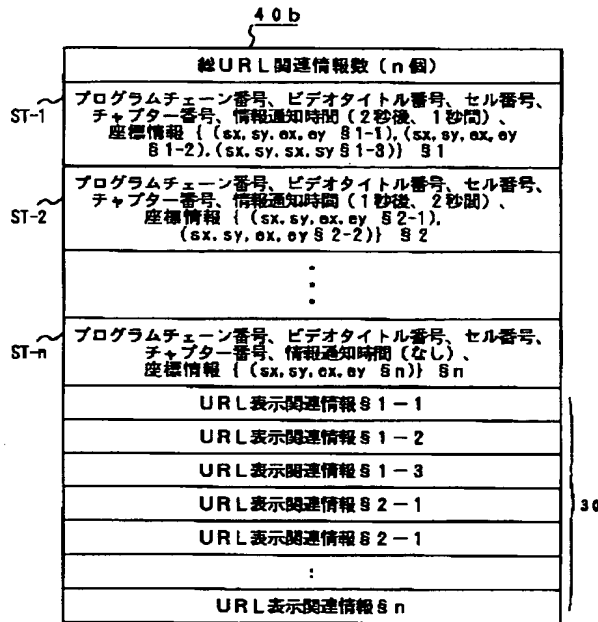 40b
総URL関連情報数（n個）
ST-1
プログラムチェーン番号、ビデオタイトル番号、セル番号、
チャプター番号、情報通知時間（2秒後、1秒間）、
座標情報 { (sx,sy,ex,ey §1-1),(sx,sy,ex,ey
§1-2),(sx,sy,sx,sy §1-3)} §1
ST-2
プログラムチェーン番号、ビデオタイトル番号、セル番号、
チャプター番号、情報通知時間（1秒後、2秒間）、
座標情報 { (sx,sy,ex,ey §2-1),
(sx,sy,ex,ey §2-2)} §2
ST-n
プログラムチェーン番号、ビデオタイトル番号、セル番号、
チャプター番号、情報通知時間（なし）、
座標情報 { (sx,sy,ex,ey §n)} §n
URL表示関連情報§1－1
URL表示関連情報§1－2
URL表示関連情報§1－3
URL表示関連情報§2－1
URL表示関連情報§2－1
URL表示関連情報§n
30